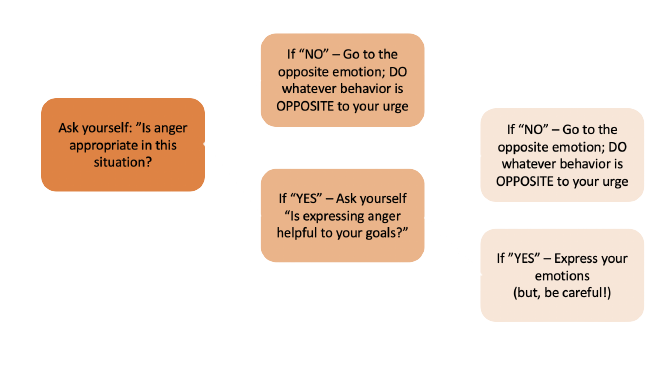 Ask yourself: ”Is anger
appropriate in this
situation?
If “NO” – Go to the
opposite emotion; DO
whatever behavior is
OPPOSITE to your urge
If “YES” – Ask yourself
“Is expressing anger
helpful to your goals?”
If “NO” – Go to the
opposite emotion; DO
whatever behavior is
OPPOSITE to your urge
If ”YES” – Express your
emotions
(but, be careful!)